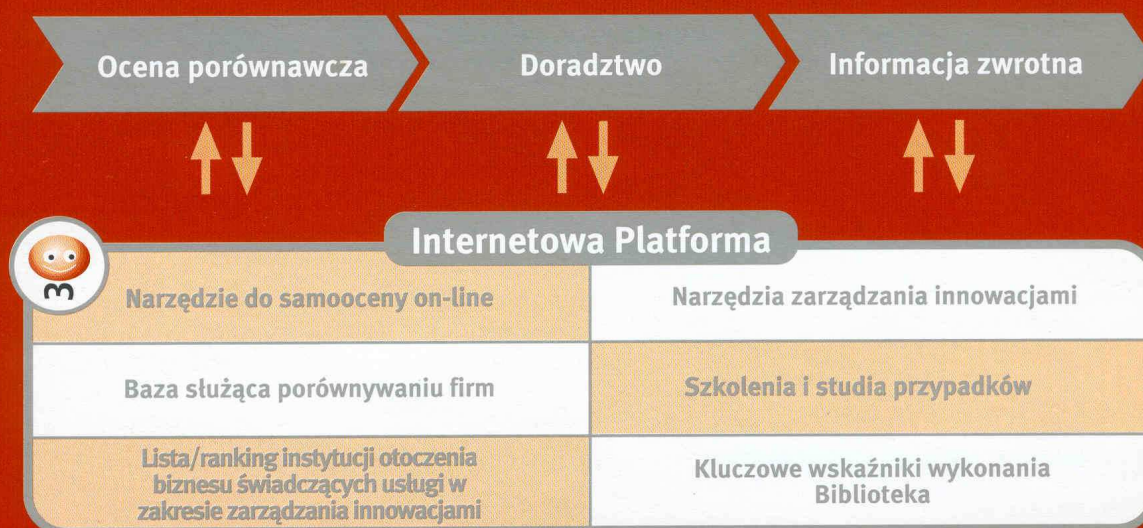 Ocena porównawcza
Doradztwo
Informacja zwrotna
Internetowa Platforma
Narzędzie do samooceny on-line
Narzędzia zarządzania innowacjami
Baza służąca porównywaniu firm
Szkolenia i studia przypadków
Lista/ranking instytucji otoczenia
biznesu świadczących usługi w
zakresie zarządzania innowacjami
Kluczowe wskaźniki wykonania
Biblioteka